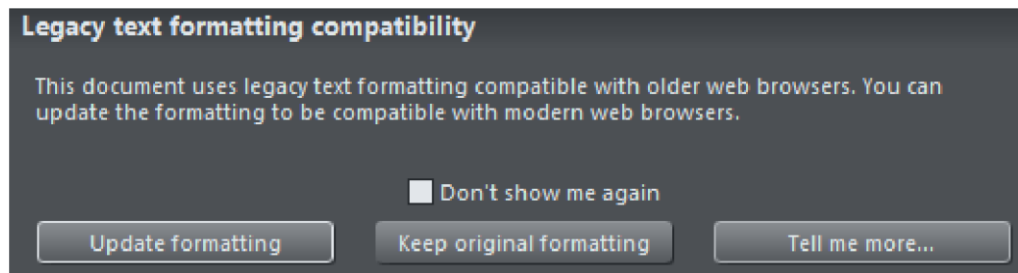 Legacy text formatting compatibility
This document uses legacy text formatting compatible with older web browsers. You can
update the formatting to be compatible with modern web browsers.
Don't show me again
Update formatting
Keep original formatting
Tell me more...